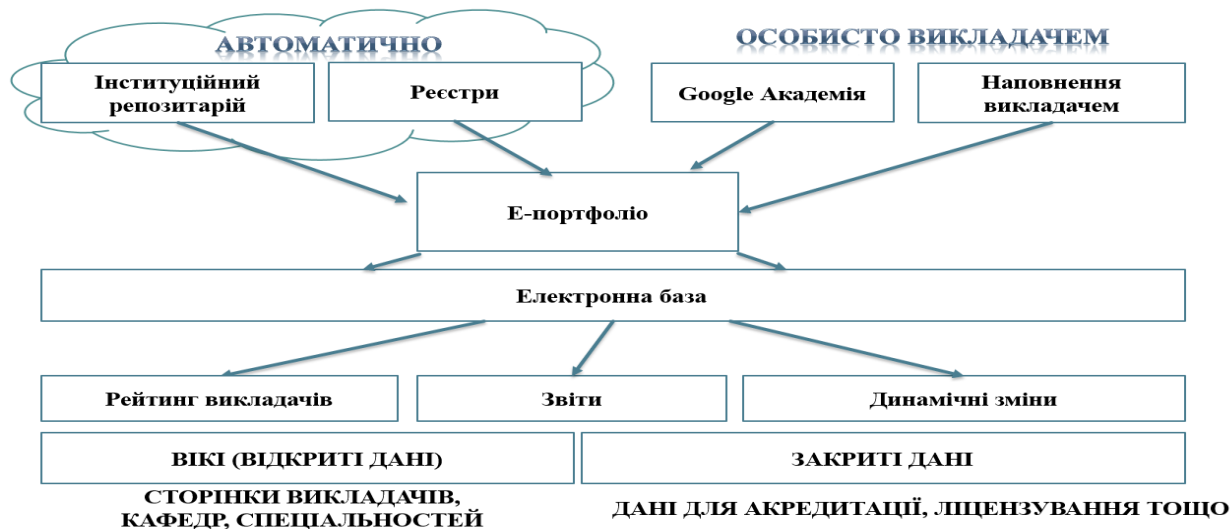 АВТОМАТИЧНО
ОСОБИСТО ВИКЛАДАЧЕМ
Інституційний
репозитарій
Реєстри
Google Академія
Наповнення
викладачем
Е-портфоліо
Електронна база
Рейтинг викладачів
Звіти
Динамічні зміни
ВІКІ (ВІДКРИТІ ДАНІ)
ЗАКРИТІ ДАНІ
СТОРІНКИ ВИКЛАДАЧІВ,
КАФЕДР, СПЕЦІАЛЬНОСТЕЙ
ДАНІ ДЛЯ АКРЕДИТАЦІЇ, ЛІЦЕНЗУВАННЯ ТОЩО